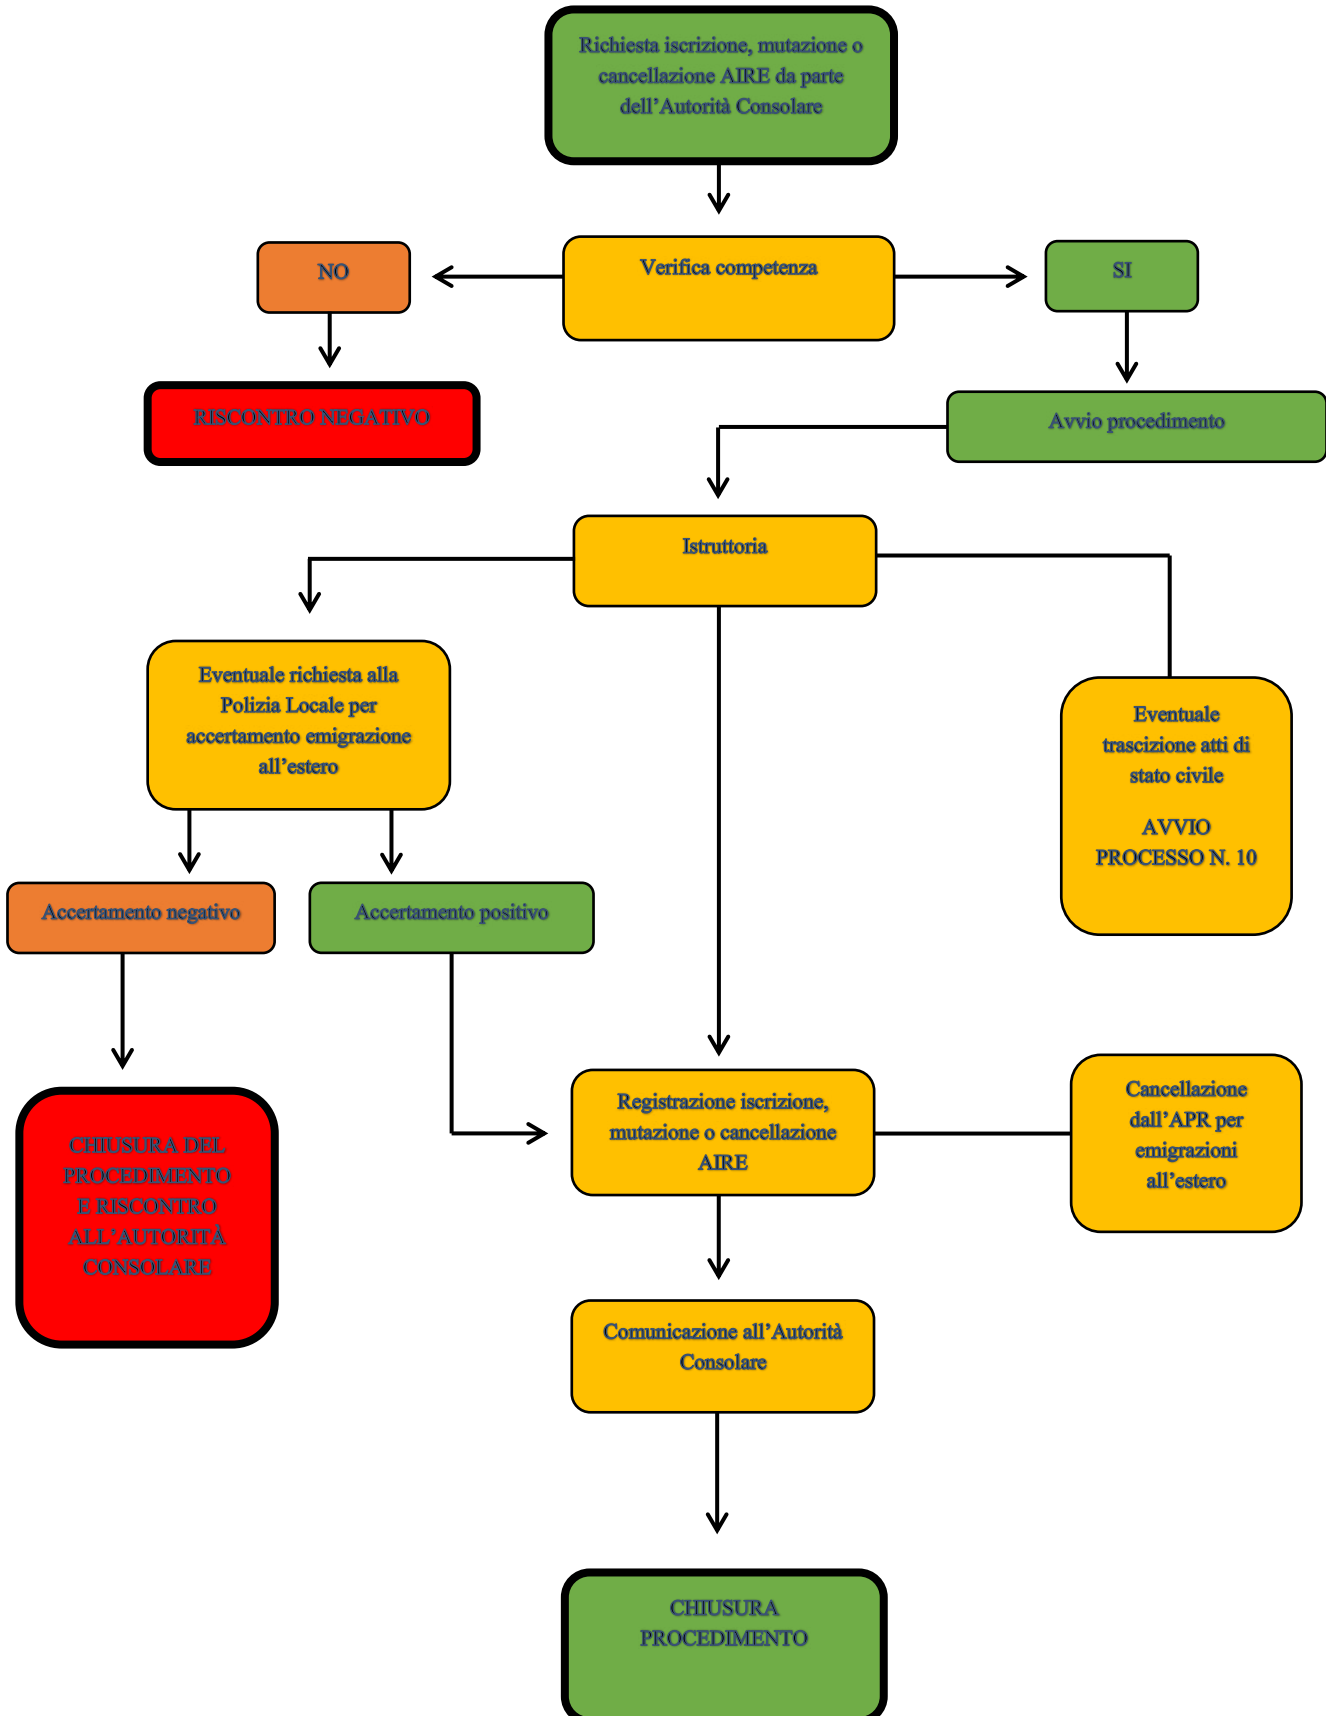 Richiesta iscrizione, mutazione o
cancellazione AIRE da parte
dell’Autorità Consolare
NO
Verifica competenza
SI
RISCONTRO NEGATIVO
Avvio procedimento
Istruttoria
Eventuale richiesta alla
Polizia Locale per
accertamento emigrazione
all’estero
Eventuale
trascizione atti di
stato civile
AVVIO
PROCESSO N. 10
Accertamento negativo
Accertamento positivo
CHIUSURA DEL
PROCEDIMENTO
E RISCONTRO
ALL’AUTORITÀ
CONSOLARE
Registrazione iscrizione,
mutazione o cancellazione
AIRE
Cancellazione
dall’APR per
emigrazioni
all’estero
Comunicazione all’Autorità
Consolare
CHIUSURA
PROCEDIMENTO